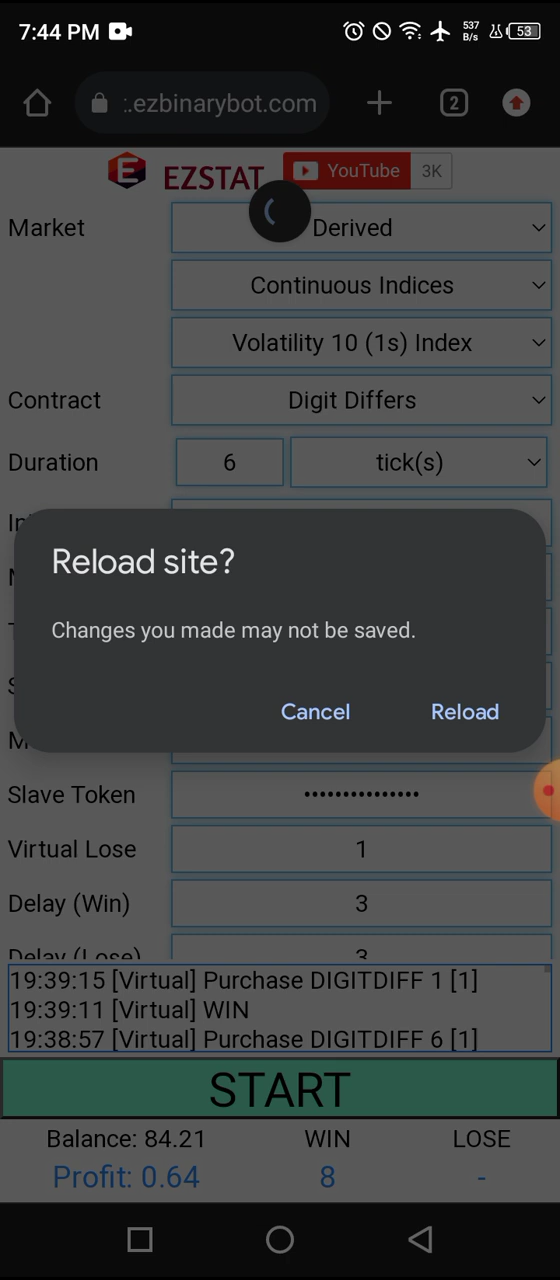 7:44 PM 537 B/s 53
:.ezbinarybot.com 2
EZSTAT YouTube 3K
Market Derived
Continuous Indices
Volatility 10 (1s) Index
Contract Digit Differs
Duration 6 tick(s)
Reload site?
Changes you made may not be saved.
Cancel Reload
Slave Token •••••••••••••••
Virtual Lose 1
Delay (Win) 3
Delay (Lose) 3
19:39:15 [Virtual] Purchase DIGITDIFF 1 [1]
19:39:11 [Virtual] WIN
19:38:57 [Virtual] Purchase DIGITDIFF 6 [1]
START
Balance: 84.21 WIN LOSE
Profit: 0.64 8 -